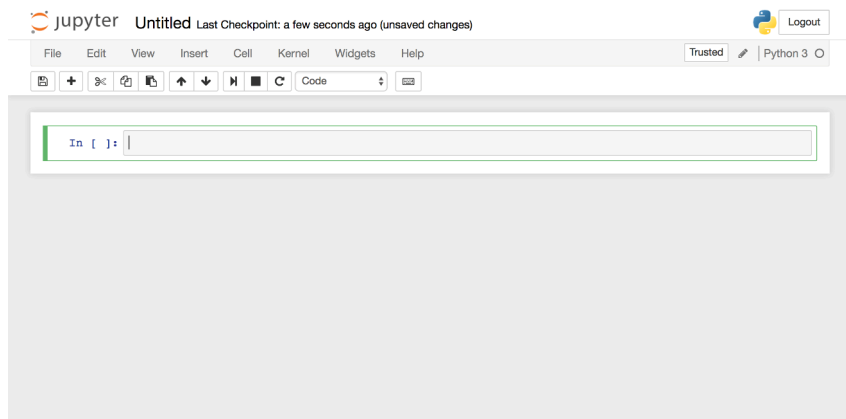 jupyter Untitled Last Checkpoint: a few seconds ago (unsaved changes) Logout
File Edit View Insert Cell Kernel Widgets Help Trusted Python 3
Code
In [ ]: